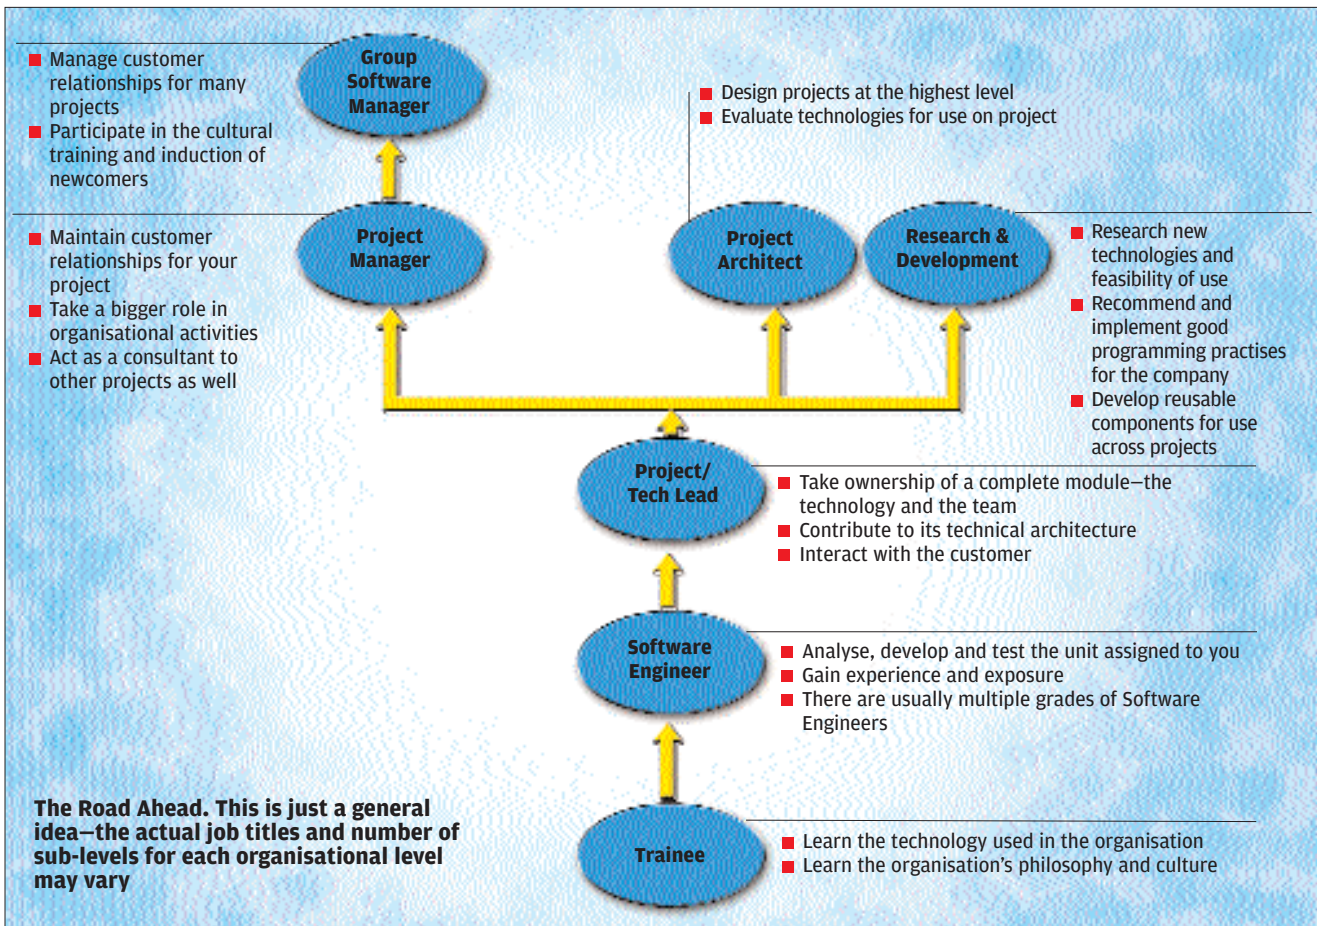 Manage customer
relationships for many
projects
Participate in the cultural
training and induction of
newcomers
Group
Software
Manager
Design projects at the highest level
Evaluate technologies for use on project
Maintain customer
relationships for your
project
Take a bigger role in
organisational activities
Act as a consultant to
other projects as well
Project
Manager
Project
Architect
Research &
Development
Research new
technologies and
feasibility of use
Recommend and
implement good
programming practises
for the company
Develop reusable
components for use
across projects
Project/
Tech Lead
Take ownership of a complete module—the
technology and the team
Contribute to its technical architecture
Interact with the customer
Software
Engineer
Analyse, develop and test the unit assigned to you
Gain experience and exposure
There are usually multiple grades of Software
Engineers
The Road Ahead. This is just a general
idea—the actual job titles and number of
sub-levels for each organisational level
may vary
Trainee
Learn the technology used in the organisation
Learn the organisation's philosophy and culture